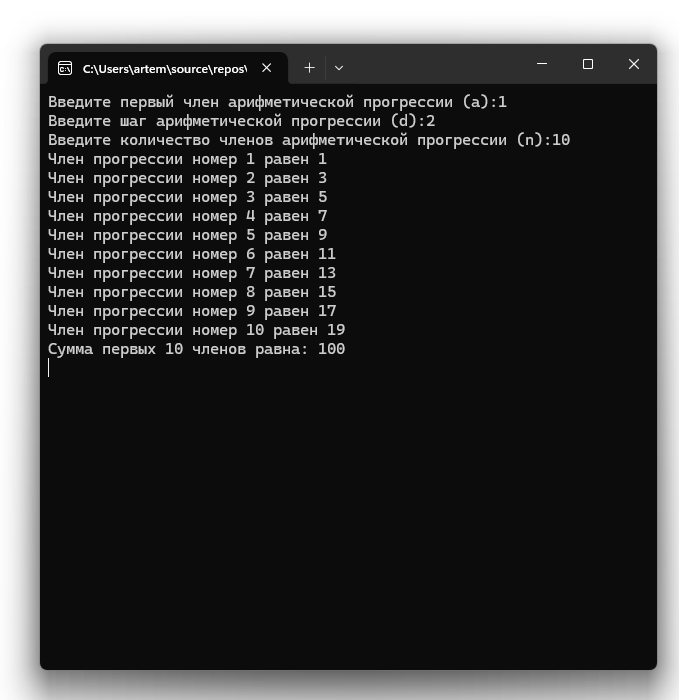 C:\Users\artem\source\repos\
Введите первый член арифметической прогрессии (a):1
Введите шаг арифметической прогрессии (d):2
Введите количество членов арифметической прогрессии (n):10
Член прогрессии номер 1 равен 1
Член прогрессии номер 2 равен 3
Член прогрессии номер 3 равен 5
Член прогрессии номер 4 равен 7
Член прогрессии номер 5 равен 9
Член прогрессии номер 6 равен 11
Член прогрессии номер 7 равен 13
Член прогрессии номер 8 равен 15
Член прогрессии номер 9 равен 17
Член прогрессии номер 10 равен 19
Сумма первых 10 членов равна: 100